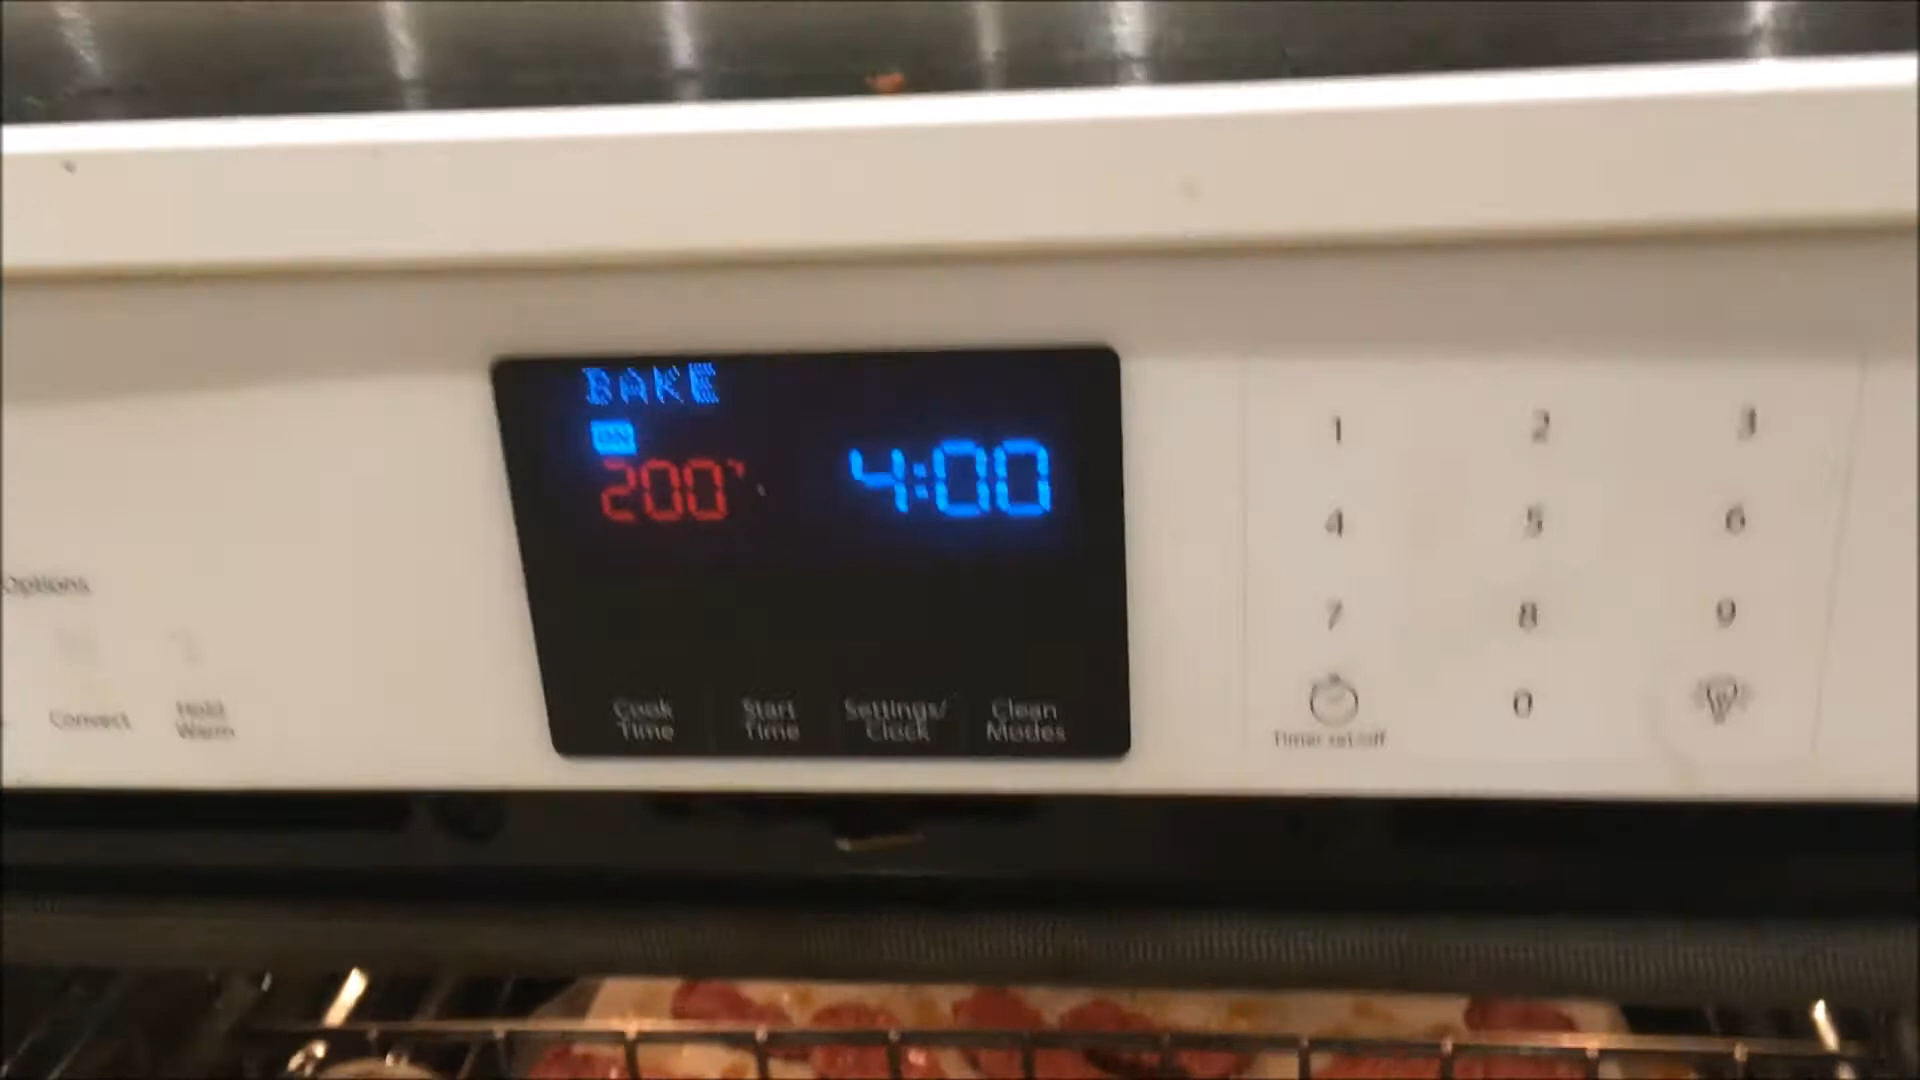 BAKE
ON
200°
4:00
Options
Convect
Hold
Warm
Cook
Time
Start
Time
Settings/
Clock
Clean
Modes
1 2 3
4 5 6
7 8 9
0
Timer set/off